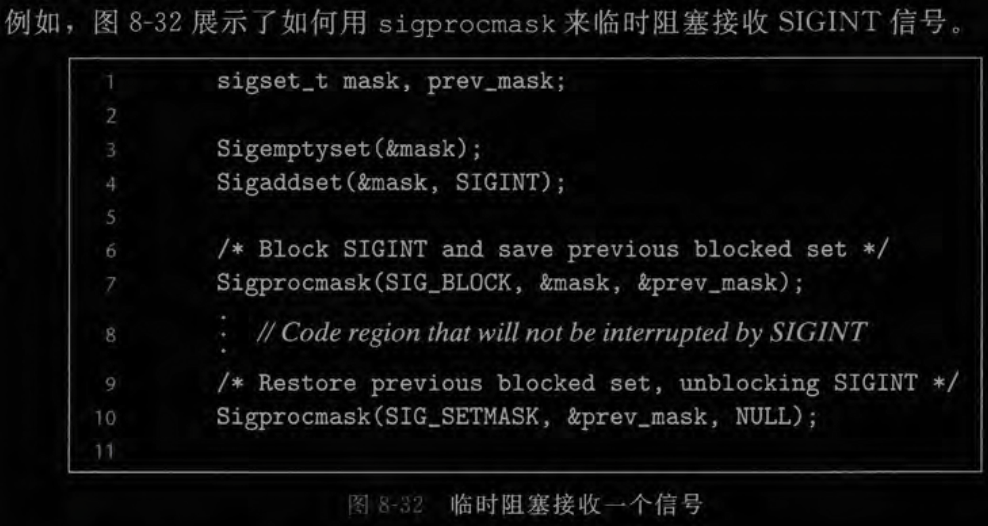 例如，图 8-32 展示了如何用 sigprocmask 来临时阻塞接收 SIGINT 信号。
1 sigset_t mask, prev_mask;
2
3 Sigemptyset(&mask);
4 Sigaddset(&mask, SIGINT);
5
6 /* Block SIGINT and save previous blocked set */
7 Sigprocmask(SIG_BLOCK, &mask, &prev_mask);
8 ⋮ // Code region that will not be interrupted by SIGINT
9 /* Restore previous blocked set, unblocking SIGINT */
10 Sigprocmask(SIG_SETMASK, &prev_mask, NULL);
11
图 8-32 临时阻塞接收一个信号